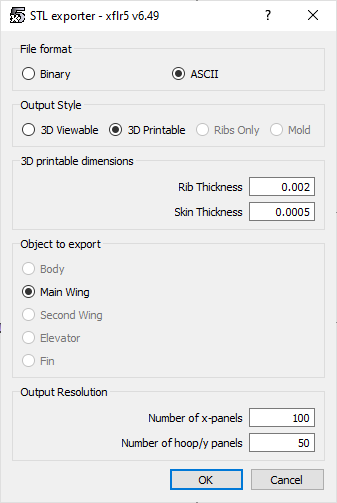 STL exporter - xflr5 v6.49
File format
Binary ASCII
Output Style
3D Viewable 3D Printable Ribs Only Mold
3D printable dimensions
Rib Thickness 0.002
Skin Thickness 0.0005
Object to export
Body
Main Wing
Second Wing
Elevator
Fin
Output Resolution
Number of x-panels 100
Number of hoop/y panels 50
OK Cancel